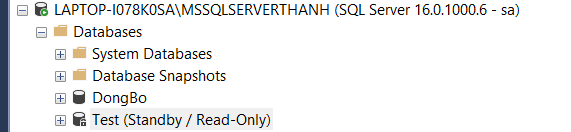 LAPTOP-I078K0SA\MSSQLSERVERTHANH (SQL Server 16.0.1000.6 - sa)
Databases
System Databases
Database Snapshots
DongBo
Test (Standby / Read-Only)